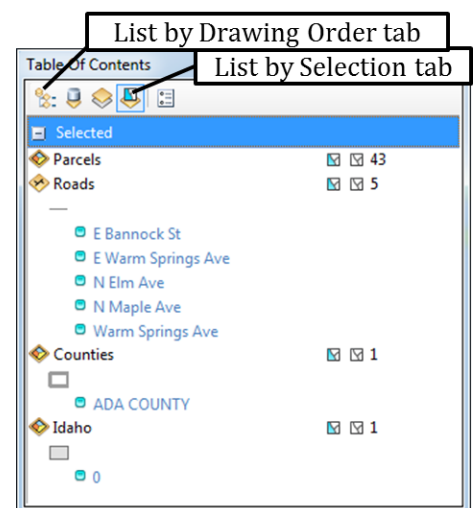 List by Drawing Order tab
Table Of Contents
List by Selection tab
Selected
Parcels 43
Roads 5
E Bannock St
E Warm Springs Ave
N Elm Ave
N Maple Ave
Warm Springs Ave
Counties 1
ADA COUNTY
Idaho 1
0